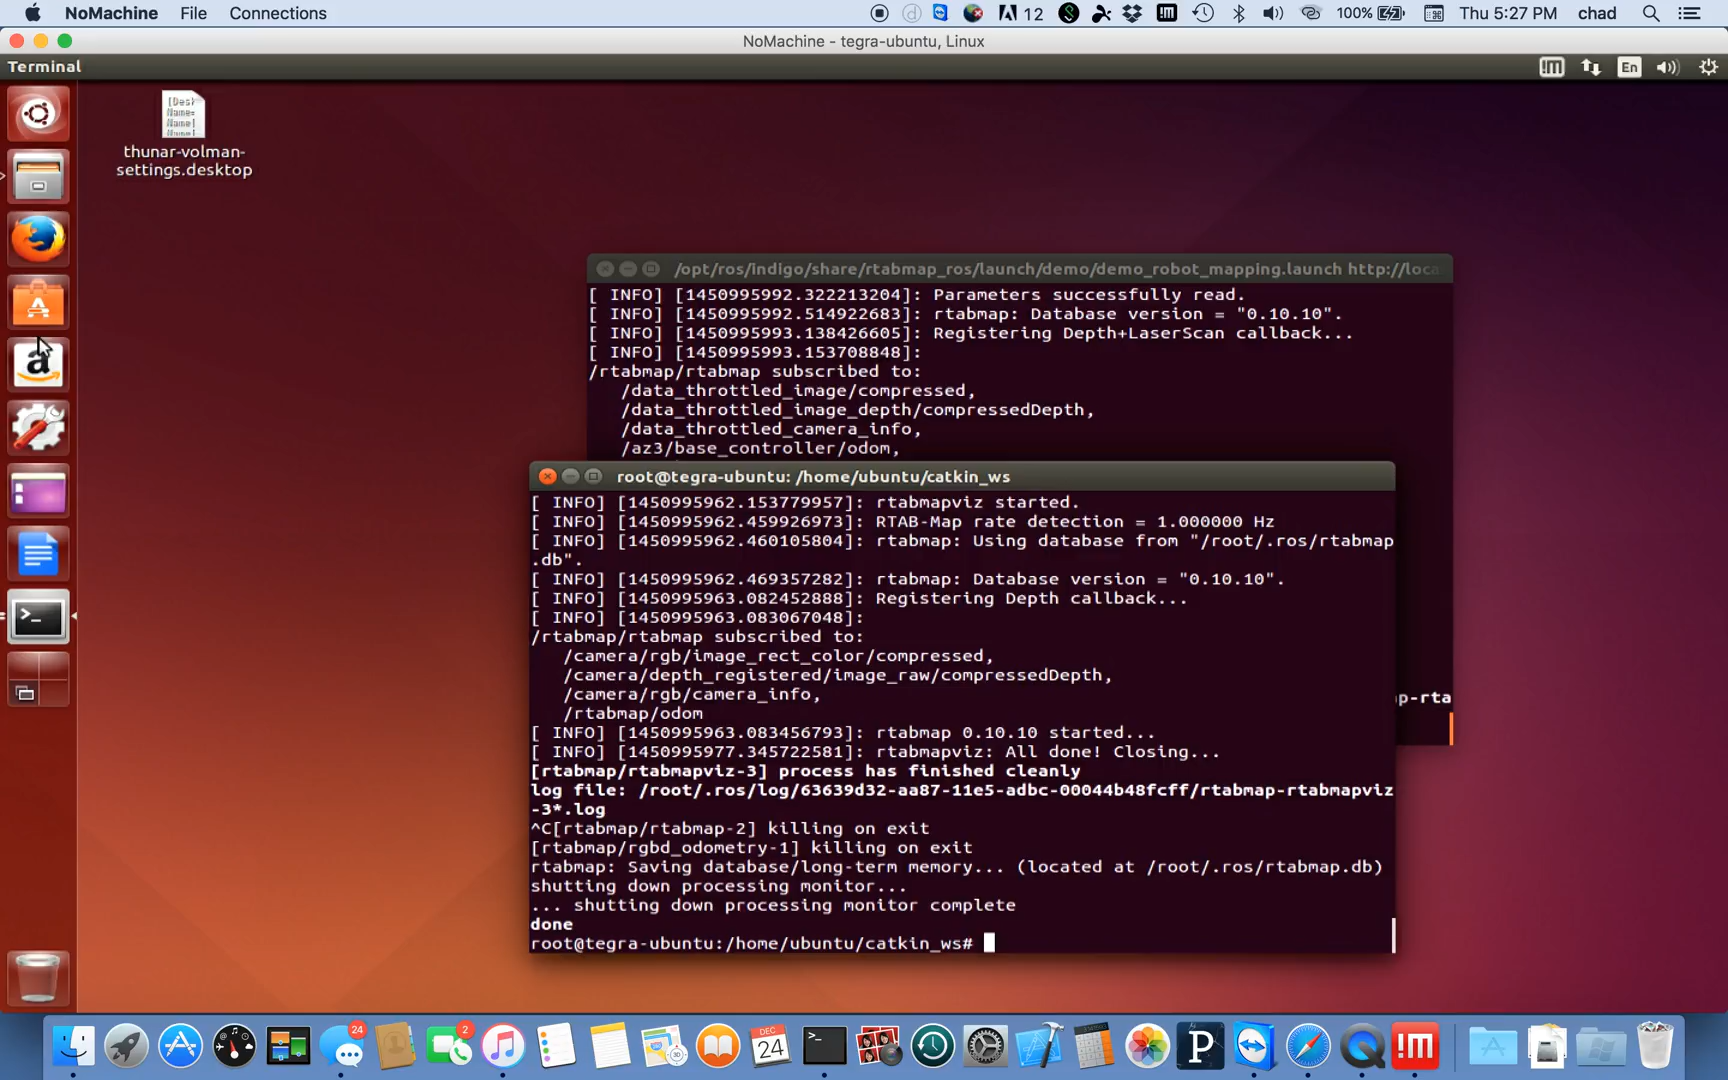 NoMachine File Connections
12
100%
Thu 5:27 PM chad
NoMachine - tegra-ubuntu, Linux
Terminal
En
[Des]
Name=
Name[
Name[
thunar-volman-
settings.desktop
/opt/ros/indigo/share/rtabmap_ros/launch/demo/demo_robot_mapping.launch http://loca
[ INFO] [1450995992.322213204]: Parameters successfully read.
[ INFO] [1450995992.514922683]: rtabmap: Database version = "0.10.10".
[ INFO] [1450995993.138426605]: Registering Depth+LaserScan callback...
[ INFO] [1450995993.153708848]:
/rtabmap/rtabmap subscribed to:
/data_throttled_image/compressed,
/data_throttled_image_depth/compressedDepth,
/data_throttled_camera_info,
/az3/base_controller/odom,
p-rta
root@tegra-ubuntu: /home/ubuntu/catkin_ws
[ INFO] [1450995962.153779957]: rtabmapviz started.
[ INFO] [1450995962.459926973]: RTAB-Map rate detection = 1.000000 Hz
[ INFO] [1450995962.460105804]: rtabmap: Using database from "/root/.ros/rtabmap
.db".
[ INFO] [1450995962.469357282]: rtabmap: Database version = "0.10.10".
[ INFO] [1450995963.082452888]: Registering Depth callback...
[ INFO] [1450995963.083067048]:
/rtabmap/rtabmap subscribed to:
/camera/rgb/image_rect_color/compressed,
/camera/depth_registered/image_raw/compressedDepth,
/camera/rgb/camera_info,
/rtabmap/odom
[ INFO] [1450995963.083456793]: rtabmap 0.10.10 started...
[ INFO] [1450995977.345722581]: rtabmapviz: All done! Closing...
[rtabmap/rtabmapviz-3] process has finished cleanly
log file: /root/.ros/log/63639d32-aa87-11e5-adbc-00044b48fcff/rtabmap-rtabmapviz
-3*.log
^C[rtabmap/rtabmap-2] killing on exit
[rtabmap/rgbd_odometry-1] killing on exit
rtabmap: Saving database/long-term memory... (located at /root/.ros/rtabmap.db)
shutting down processing monitor...
... shutting down processing monitor complete
done
root@tegra-ubuntu:/home/ubuntu/catkin_ws#
24
2
DEC
24